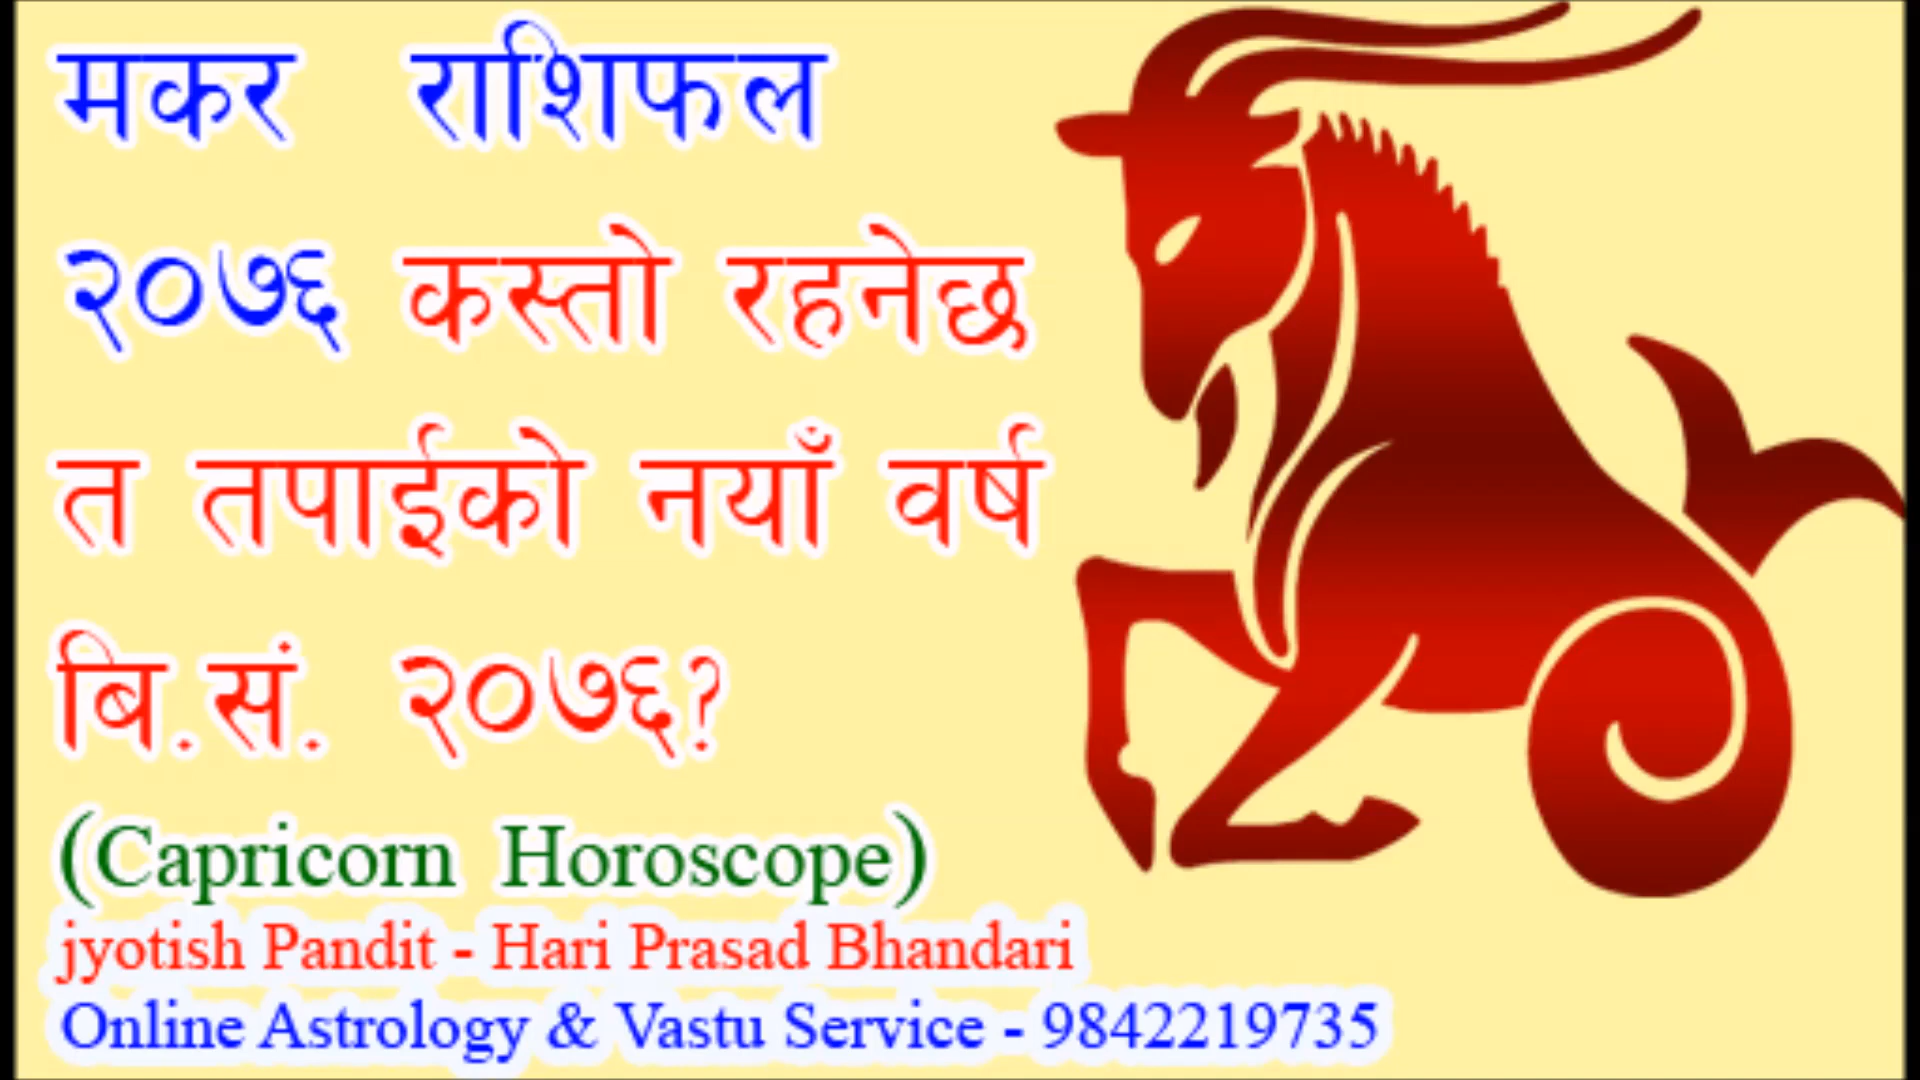 मकर राशिफल
२०७६ कस्तो रहनेछ
त तपाईको नयाँ वर्ष
बि.सं. २०७६?
(Capricorn Horoscope)
jyotish Pandit - Hari Prasad Bhandari
Online Astrology & Vastu Service - 9842219735